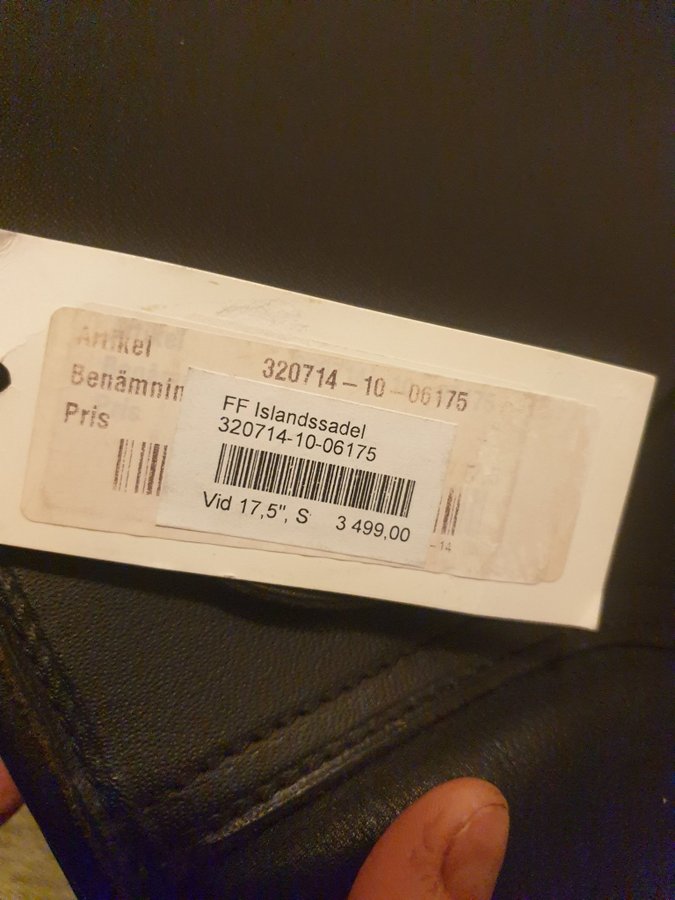 Artikel
320714-10-06175
Benämnin
Pris
FF Islandssadel
320714-10-06175
Vid 17,5", S
3 499,00
-14